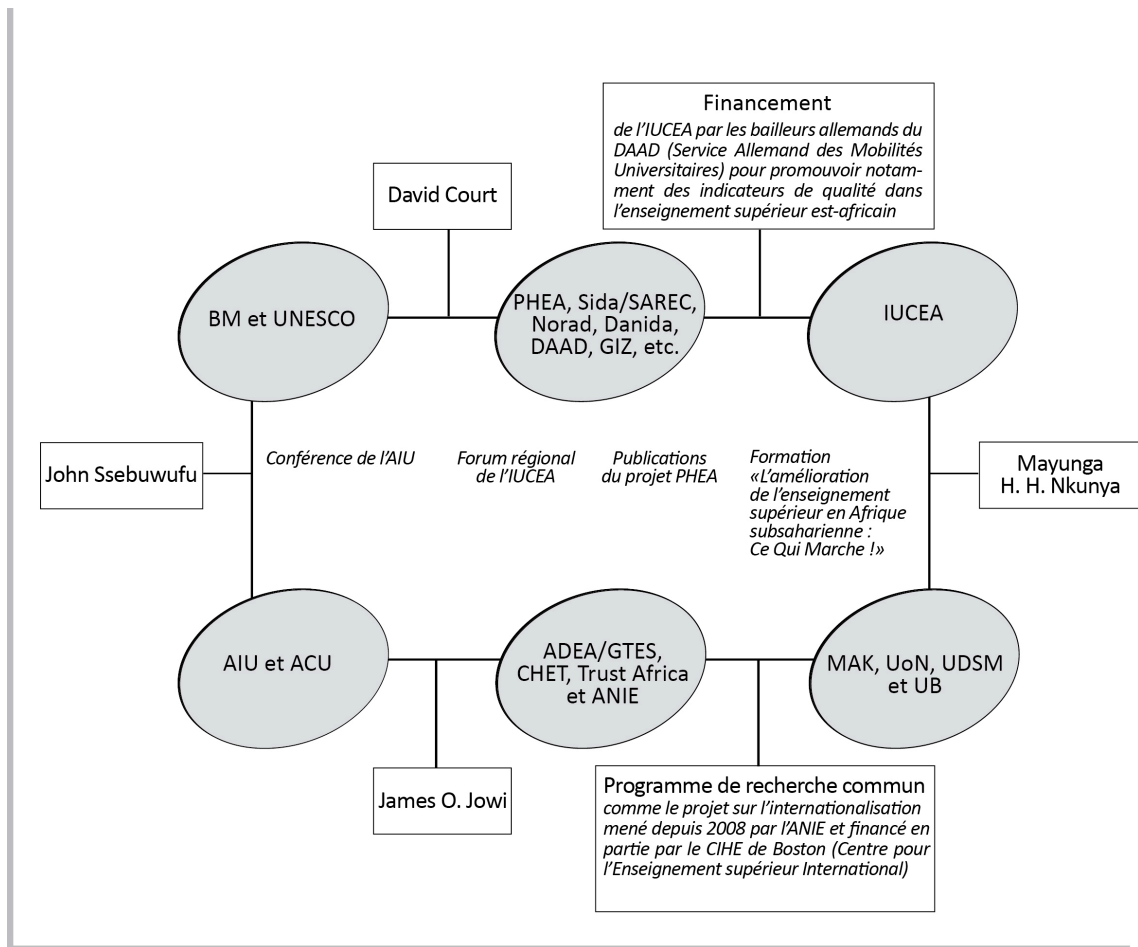 Financement
de l’IUCEA par les bailleurs allemands du
DAAD (Service Allemand des Mobilités
Universitaires) pour promouvoir notam-
ment des indicateurs de qualité dans
l’enseignement supérieur est-africain
David Court
BM et UNESCO
PHEA, Sida/SAREC,
Norad, Danida,
DAAD, GIZ, etc.
IUCEA
John Ssebuwufu
Conférence de l’AIU
Forum régional
de l’IUCEA
Publications
du projet PHEA
Formation
«L’amélioration
de l’enseignement
supérieur en Afrique
subsaharienne :
Ce Qui Marche !»
Mayunga
H. H. Nkunya
AIU et ACU
ADEA/GTES,
CHET, Trust Africa
et ANIE
MAK, UoN, UDSM
et UB
James O. Jowi
Programme de recherche commun
comme le projet sur l’internationalisation
mené depuis 2008 par l’ANIE et financé en
partie par le CIHE de Boston (Centre pour
l’Enseignement supérieur International)